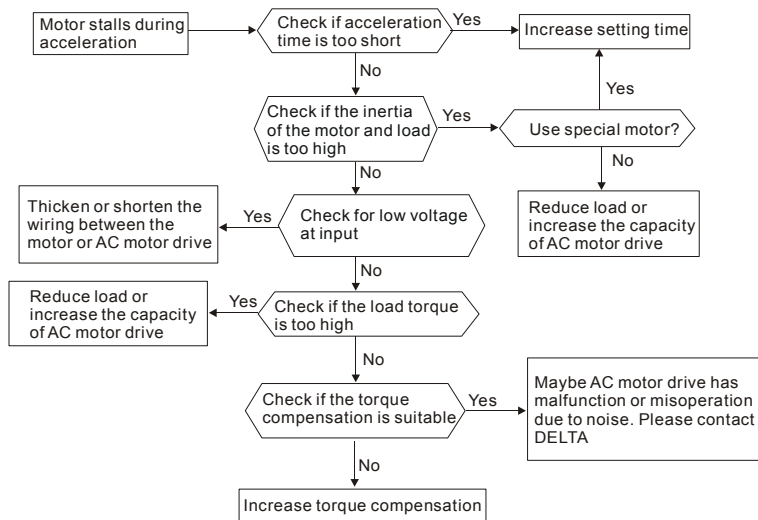 Motor stalls during
acceleration
Check if acceleration
time is too short
Yes
Increase setting time
No
Yes
Check if the inertia
of the motor and load
is too high
Yes
Use special motor?
No
No
Thicken or shorten the
wiring between the
motor or AC motor drive
Yes
Check for low voltage
at input
Reduce load or
increase the capacity
of AC motor drive
No
Reduce load or
increase the capacity
of AC motor drive
Yes
Check if the load torque
is too high
No
Check if the torque
compensation is suitable
Yes
Maybe AC motor drive has
malfunction or misoperation
due to noise. Please contact
DELTA
No
Increase torque compensation